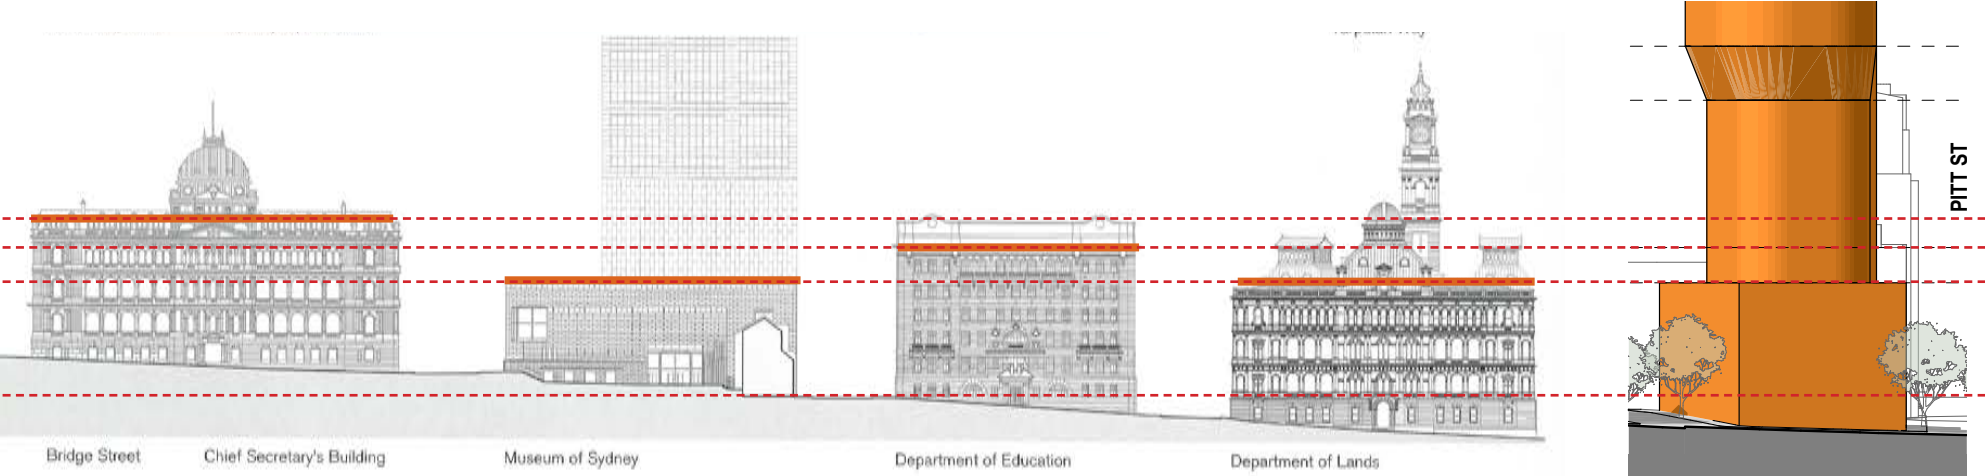 PITT ST
Bridge Street
Chief Secretary's Building
Museum of Sydney
Department of Education
Department of Lands